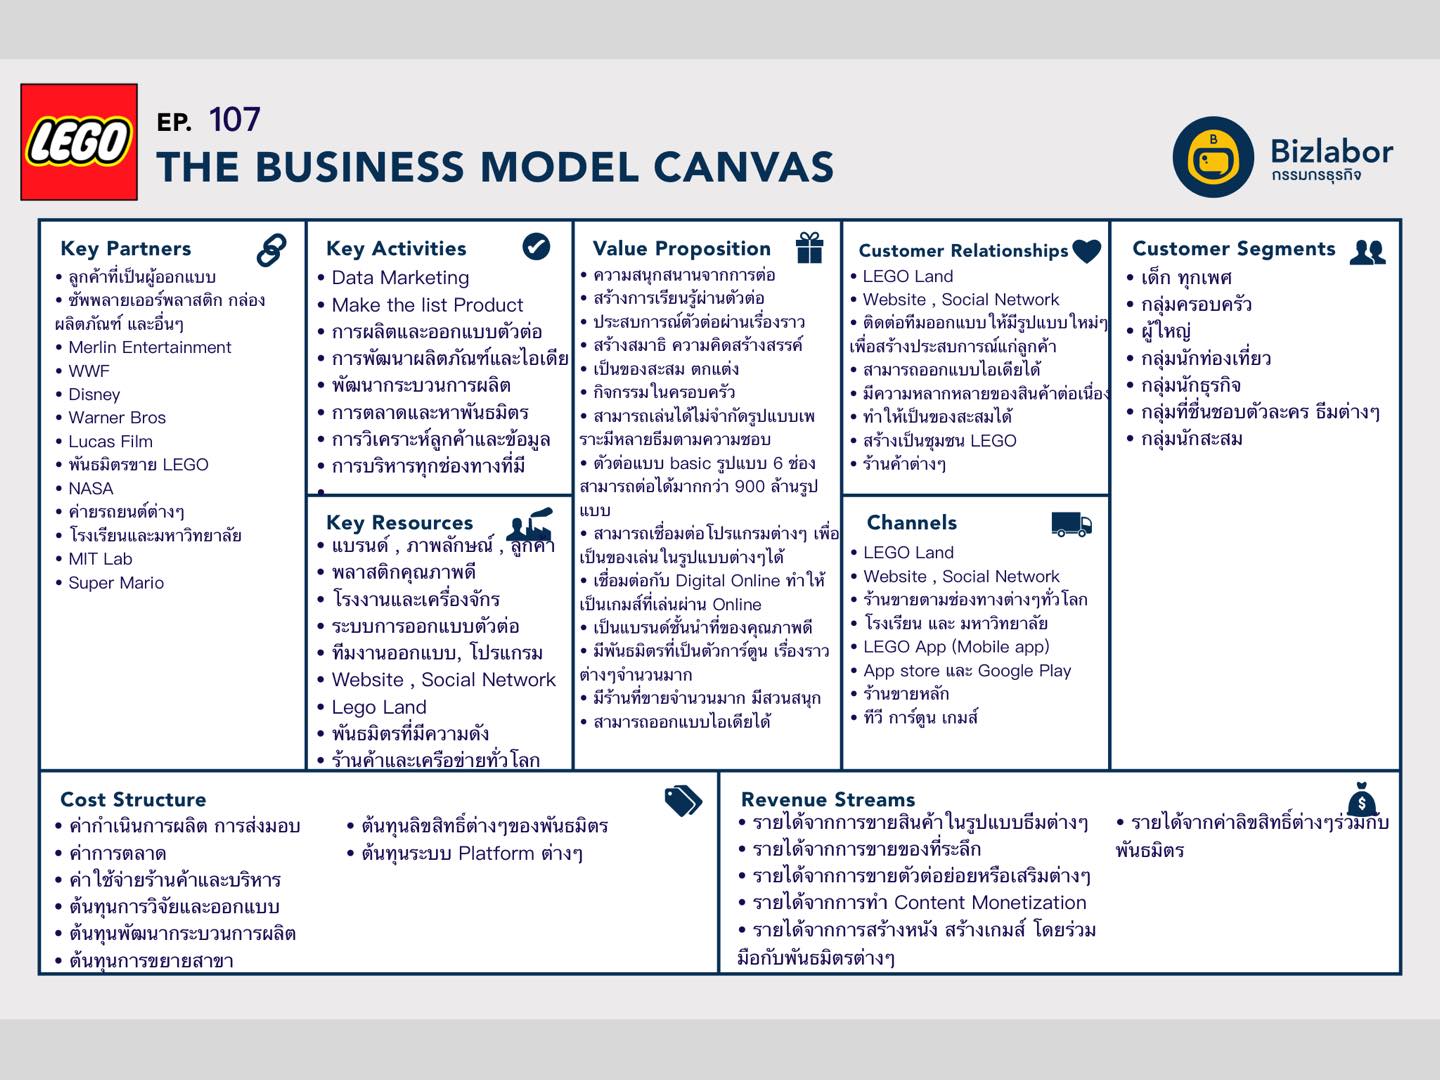 LEGO
EP. 107
THE BUSINESS MODEL CANVAS
B
Bizlabor
กรรมกรธุรกิจ
Key Partners
• ลูกค้าที่เป็นผู้ออกแบบ
• ซัพพลายเออร์พลาสติก กล่อง
ผลิตภัณฑ์ และอื่นๆ
• Merlin Entertainment
• WWF
• Disney
• Warner Bros
• Lucas Film
• พันธมิตรขาย LEGO
• NASA
• ค่ายรถยนต์ต่างๆ
• โรงเรียนและมหาวิทยาลัย
• MIT Lab
• Super Mario
Key Activities
• Data Marketing
• Make the list Product
• การผลิตและออกแบบตัวต่อ
• การพัฒนาผลิตภัณฑ์และไอเดีย
• พัฒนากระบวนการผลิต
• การตลาดและหาพันธมิตร
• การวิเคราะห์ลูกค้าและข้อมูล
• การบริหารทุกช่องทางที่มี
•
Key Resources
• แบรนด์ , ภาพลักษณ์ , ลูกค้า
• พลาสติกคุณภาพดี
• โรงงานและเครื่องจักร
• ระบบการออกแบบตัวต่อ
• ทีมงานออกแบบ, โปรแกรม
• Website , Social Network
• Lego Land
• พันธมิตรที่มีความดัง
• ร้านค้าและเครือข่ายทั่วโลก
Value Proposition
• ความสนุกสนานจากการต่อ
• สร้างการเรียนรู้ผ่านตัวต่อ
• ประสบการณ์ตัวต่อผ่านเรื่องราว
• สร้างสมาธิ ความคิดสร้างสรรค์
• เป็นของสะสม ตกแต่ง
• กิจกรรมในครอบครัว
• สามารถเล่นได้ไม่จำกัดรูปแบบเพ
ราะมีหลายธีมตามความชอบ
• ตัวต่อแบบ basic รูปแบบ 6 ช่อง
สามารถต่อได้มากกว่า 900 ล้านรูป
แบบ
• สามารถเชื่อมต่อโปรแกรมต่างๆ เพื่อ
เป็นของเล่นในรูปแบบต่างๆได้
• เชื่อมต่อกับ Digital Online ทำให้
เป็นเกมส์ที่เล่นผ่าน Online
• เป็นแบรนด์ชั้นนำที่ของคุณภาพดี
• มีพันธมิตรที่เป็นตัวการ์ตูน เรื่องราว
ต่างๆจำนวนมาก
• มีร้านที่ขายจำนวนมาก มีสวนสนุก
• สามารถออกแบบไอเดียได้
Customer Relationships
• LEGO Land
• Website , Social Network
• ติดต่อทีมออกแบบให้มีรูปแบบใหม่ๆ
เพื่อสร้างประสบการณ์แก่ลูกค้า
• สามารถออกแบบไอเดียได้
• มีความหลากหลายของสินค้าต่อเนื่อง
• ทำให้เป็นของสะสมได้
• สร้างเป็นชุมชน LEGO
• ร้านค้าต่างๆ
Channels
• LEGO Land
• Website , Social Network
• ร้านขายตามช่องทางต่างๆทั่วโลก
• โรงเรียน และ มหาวิทยาลัย
• LEGO App (Mobile app)
• App store และ Google Play
• ร้านขายหลัก
• ทีวี การ์ตูน เกมส์
Customer Segments
• เด็ก ทุกเพศ
• กลุ่มครอบครัว
• ผู้ใหญ่
• กลุ่มนักท่องเที่ยว
• กลุ่มนักธุรกิจ
• กลุ่มที่ชื่นชอบตัวละคร ธีมต่างๆ
• กลุ่มนักสะสม
Cost Structure
• ค่ากำเนินการผลิต การส่งมอบ
• ค่าการตลาด
• ค่าใช้จ่ายร้านค้าและบริหาร
• ต้นทุนการวิจัยและออกแบบ
• ต้นทุนพัฒนากระบวนการผลิต
• ต้นทุนการขยายสาขา
• ต้นทุนลิขสิทธิ์ต่างๆของพันธมิตร
• ต้นทุนระบบ Platform ต่างๆ
Revenue Streams
$
• รายได้จากการขายสินค้าในรูปแบบธีมต่างๆ
• รายได้จากการขายของที่ระลึก
• รายได้จากการขายตัวต่อย่อยหรือเสริมต่างๆ
• รายได้จากการทำ Content Monetization
• รายได้จากการสร้างหนัง สร้างเกมส์ โดยร่วม
มือกับพันธมิตรต่างๆ
• รายได้จากค่าลิขสิทธิ์ต่างๆร่วมกับ
พันธมิตร